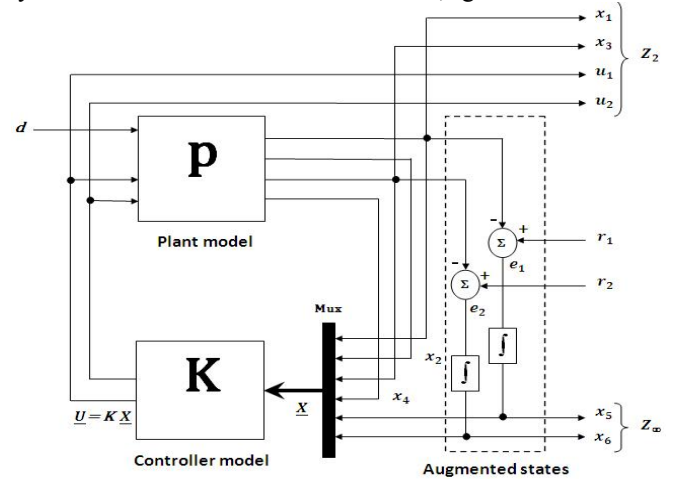 x1
x3
Z2
u1
u2
d
P
Plant model
- +
Σ
r1
e1
- +
Σ
r2
e2
Mux
∫
x2
∫
K
x4
X
U = K X
x5
Z∞
x6
Controller model
Augmented states